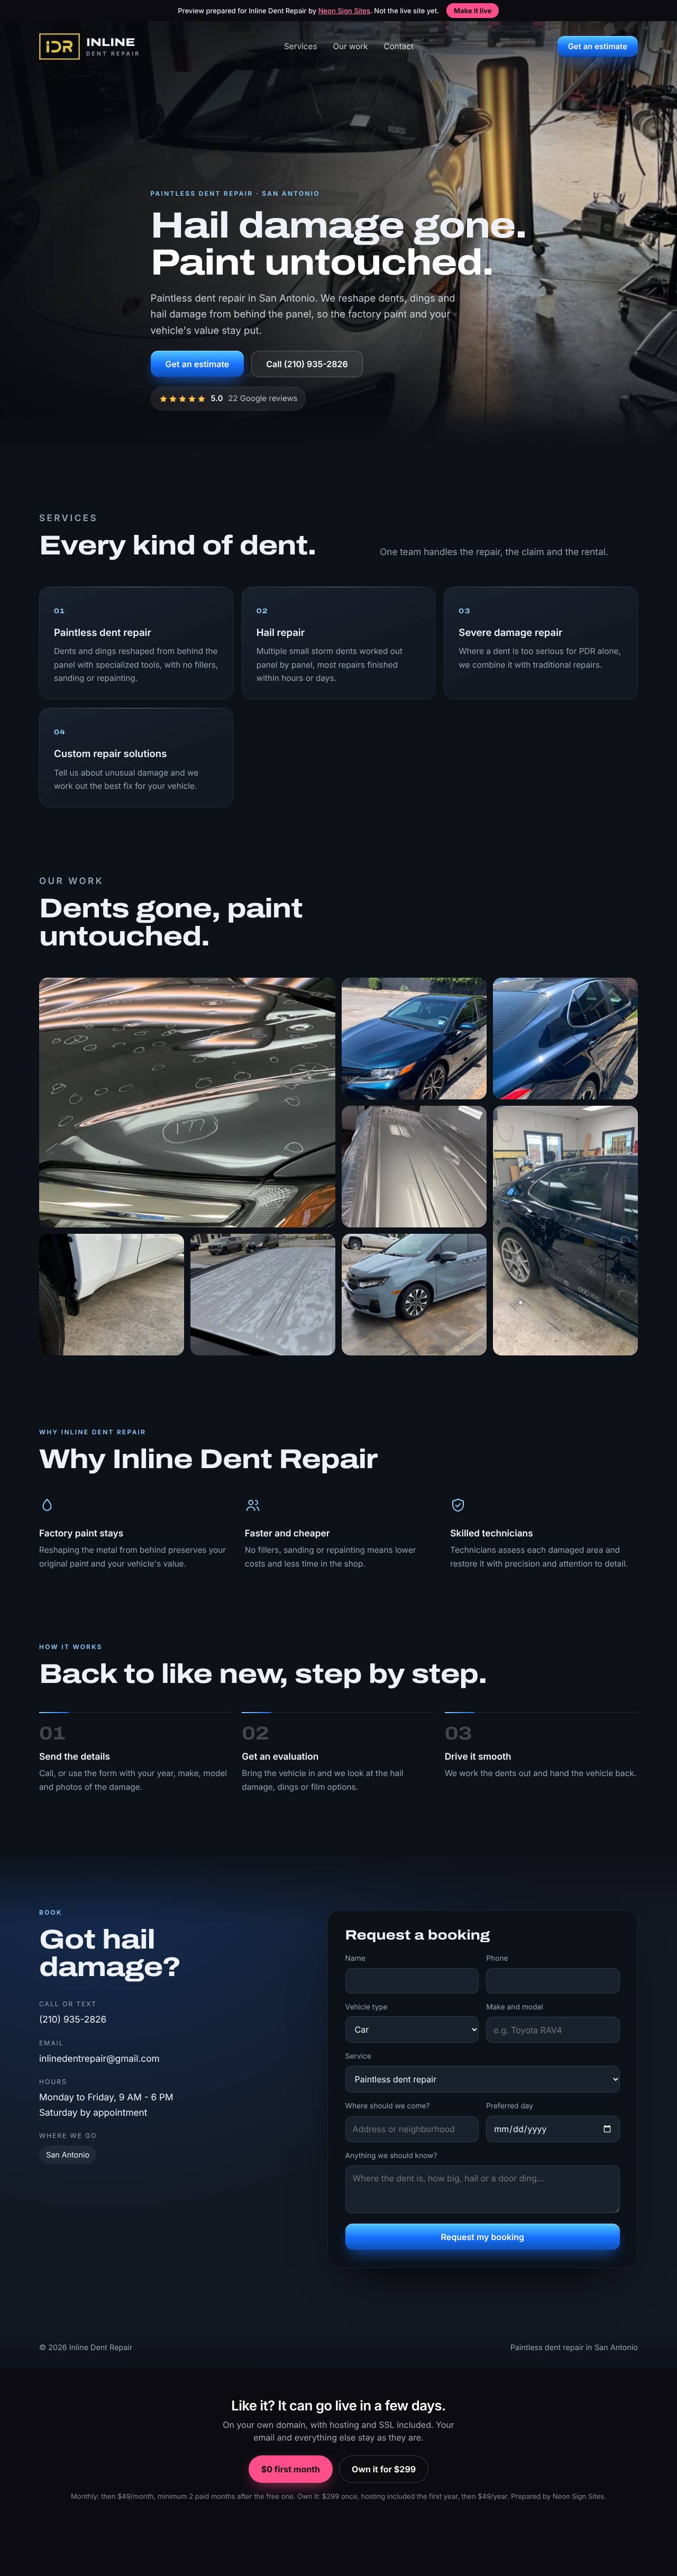 Preview prepared for Inline Dent Repair by Neon Sign Sites. Not the live site yet. Make it live
IDR INLINE
DENT REPAIR
Services Our work Contact
Get an estimate
PAINTLESS DENT REPAIR · SAN ANTONIO
Hail damage gone.
Paint untouched.
Paintless dent repair in San Antonio. We reshape dents, dings and
hail damage from behind the panel, so the factory paint and your
vehicle's value stay put.
Get an estimate Call (210) 935-2826
5.0 22 Google reviews
SERVICES
Every kind of dent.
One team handles the repair, the claim and the rental.
01
Paintless dent repair
Dents and dings reshaped from behind the
panel with specialized tools, with no fillers,
sanding or repainting.
02
Hail repair
Multiple small storm dents worked out
panel by panel, most repairs finished
within hours or days.
03
Severe damage repair
Where a dent is too serious for PDR alone,
we combine it with traditional repairs.
04
Custom repair solutions
Tell us about unusual damage and we
work out the best fix for your vehicle.
OUR WORK
Dents gone, paint
untouched.
WHY INLINE DENT REPAIR
Why Inline Dent Repair
Factory paint stays
Reshaping the metal from behind preserves your
original paint and your vehicle's value.
Faster and cheaper
No fillers, sanding or repainting means lower
costs and less time in the shop.
Skilled technicians
Technicians assess each damaged area and
restore it with precision and attention to detail.
HOW IT WORKS
Back to like new, step by step.
01
Send the details
Call, or use the form with your year, make, model
and photos of the damage.
02
Get an evaluation
Bring the vehicle in and we look at the hail
damage, dings or film options.
03
Drive it smooth
We work the dents out and hand the vehicle back.
BOOK
Got hail
damage?
CALL OR TEXT
(210) 935-2826
EMAIL
inlinedentrepair@gmail.com
HOURS
Monday to Friday, 9 AM - 6 PM
Saturday by appointment
WHERE WE GO
San Antonio
Request a booking
Name Phone
Vehicle type Make and model
Car e.g. Toyota RAV4
Service
Paintless dent repair
Where should we come? Preferred day
Address or neighborhood mm/dd/yyyy
Anything we should know?
Where the dent is, how big, hail or a door ding...
Request my booking
© 2026 Inline Dent Repair
Paintless dent repair in San Antonio
Like it? It can go live in a few days.
On your own domain, with hosting and SSL included. Your
email and everything else stay as they are.
$0 first month Own it for $299
Monthly: then $49/month, minimum 2 paid months after the free one. Own it: $299 once, hosting included the first year, then $49/year. Prepared by Neon Sign Sites.